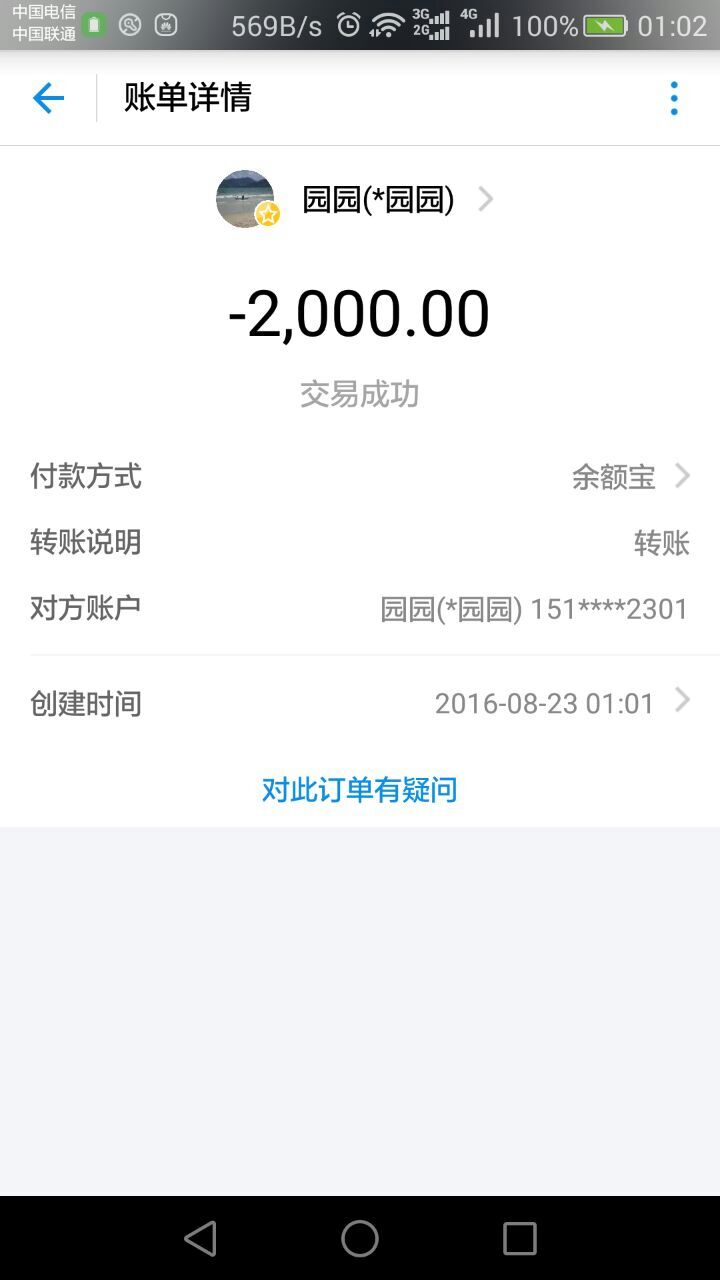 中国电信
中国联通
569B/s 3G 2G 4G 100% 01:02
账单详情
园园(*园园)
-2,000.00
交易成功
付款方式 余额宝
转账说明 转账
对方账户 园园(*园园) 151****2301
创建时间 2016-08-23 01:01
对此订单有疑问